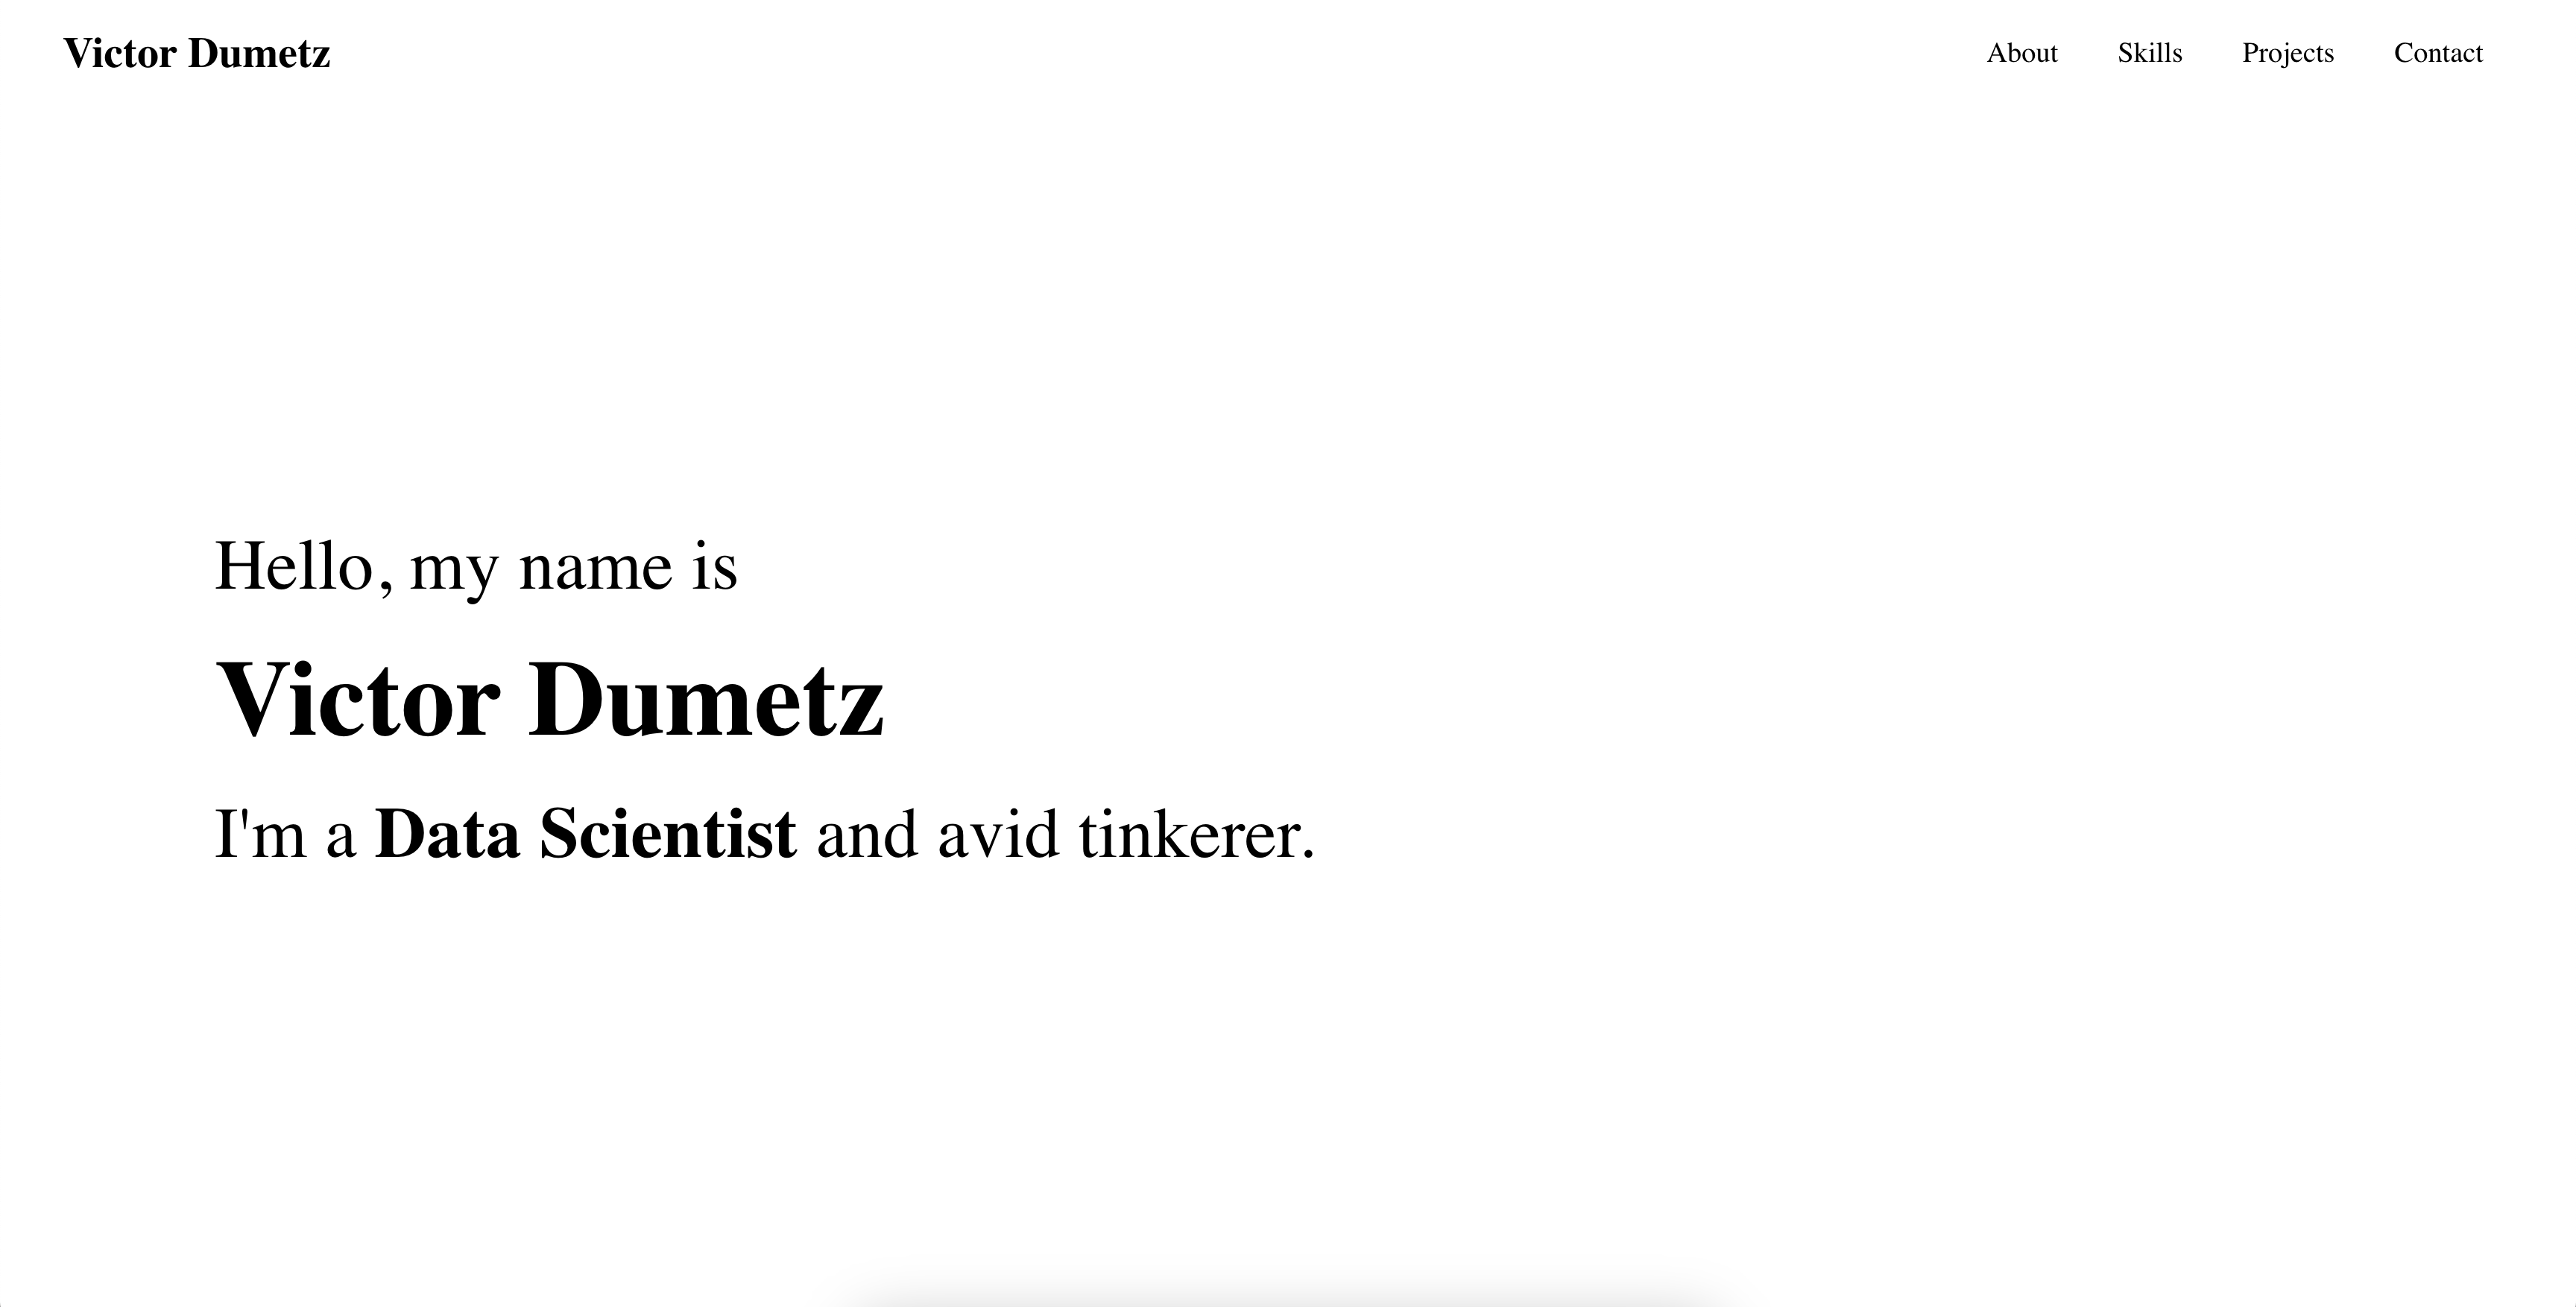 Victor Dumetz
About Skills Projects Contact
Hello, my name is
Victor Dumetz
I'm a Data Scientist and avid tinkerer.